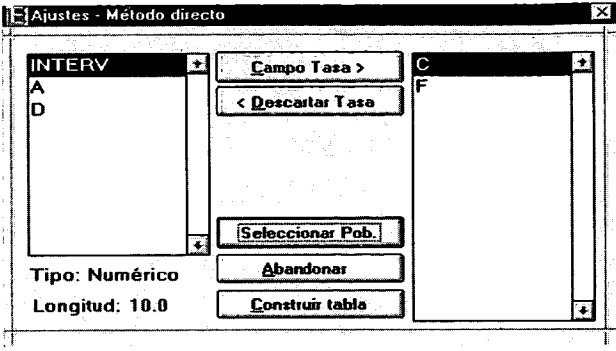 Ajustes - Método directo
INTERV
A
D
Campo Tasa >
< Descartar Tasa
C
F
Seleccionar Pob.
Abandonar
Construir tabla
Tipo: Numérico
Longitud: 10.0